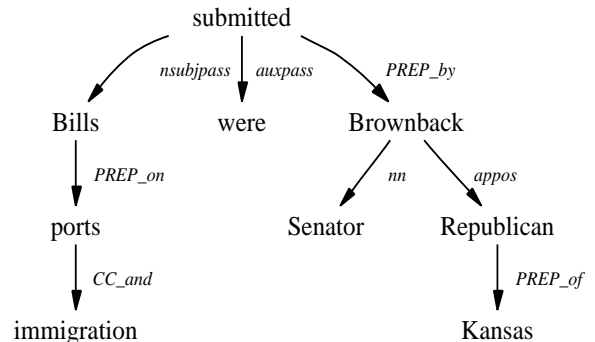 submitted
nsubjpass auxpass PREP_by
Bills were Brownback
PREP_on nn appos
ports Senator Republican
CC_and PREP_of
immigration Kansas